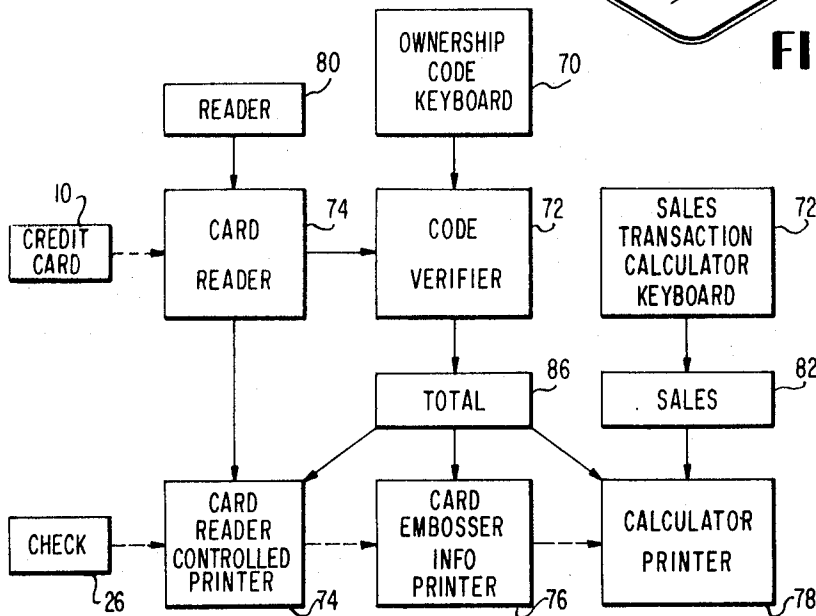 FI
OWNERSHIP
CODE
KEYBOARD
70
80
READER
10
CREDIT
CARD
74
CARD
READER
72
CODE
VERIFIER
72
SALES
TRANSACTION
CALCULATOR
KEYBOARD
86
TOTAL
82
SALES
CHECK
26
CARD
READER
CONTROLLED
PRINTER
74
CARD
EMBOSSER
INFO
PRINTER
76
CALCULATOR
PRINTER
78